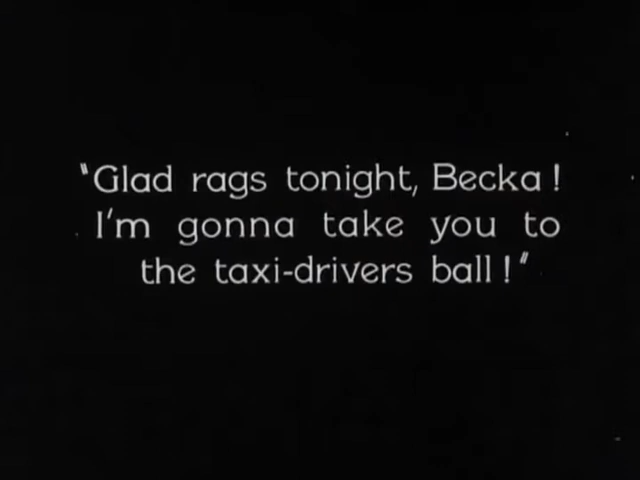 "Glad rags tonight, Becka!
I'm gonna take you to
the taxi-drivers ball!"